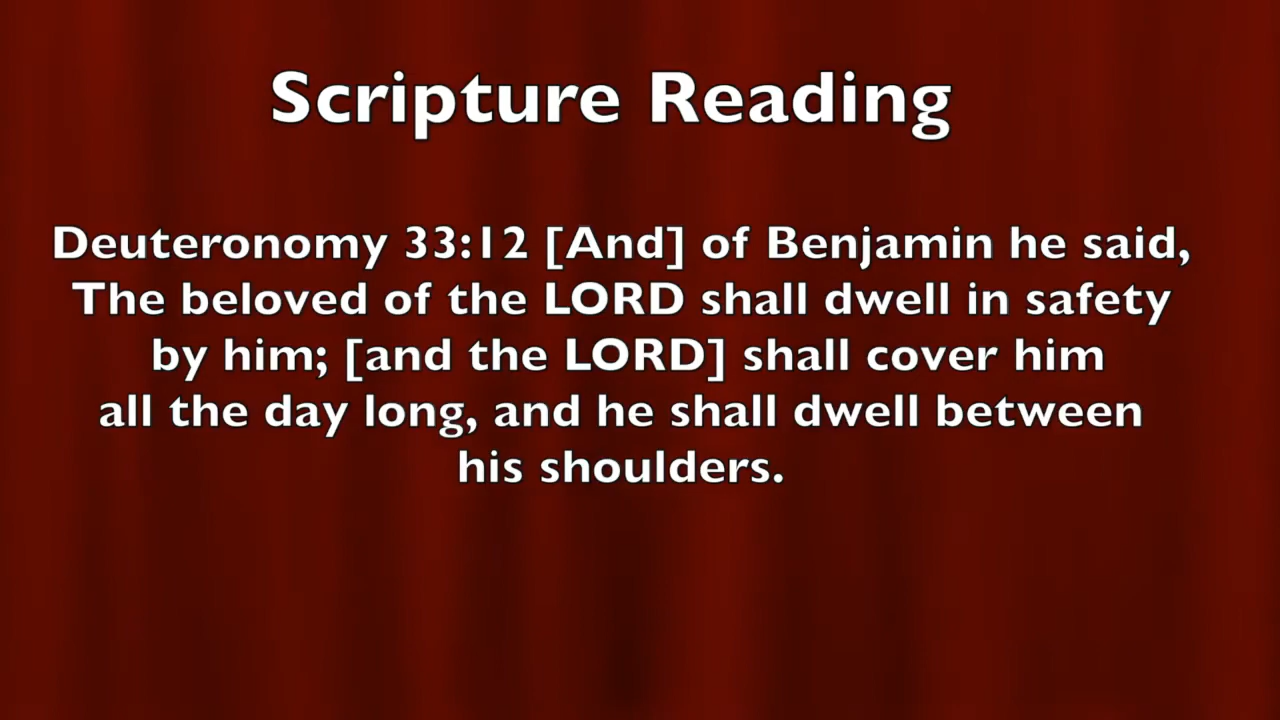 Scripture Reading
Deuteronomy 33:12 [And] of Benjamin he said,
The beloved of the LORD shall dwell in safety
by him; [and the LORD] shall cover him
all the day long, and he shall dwell between
his shoulders.